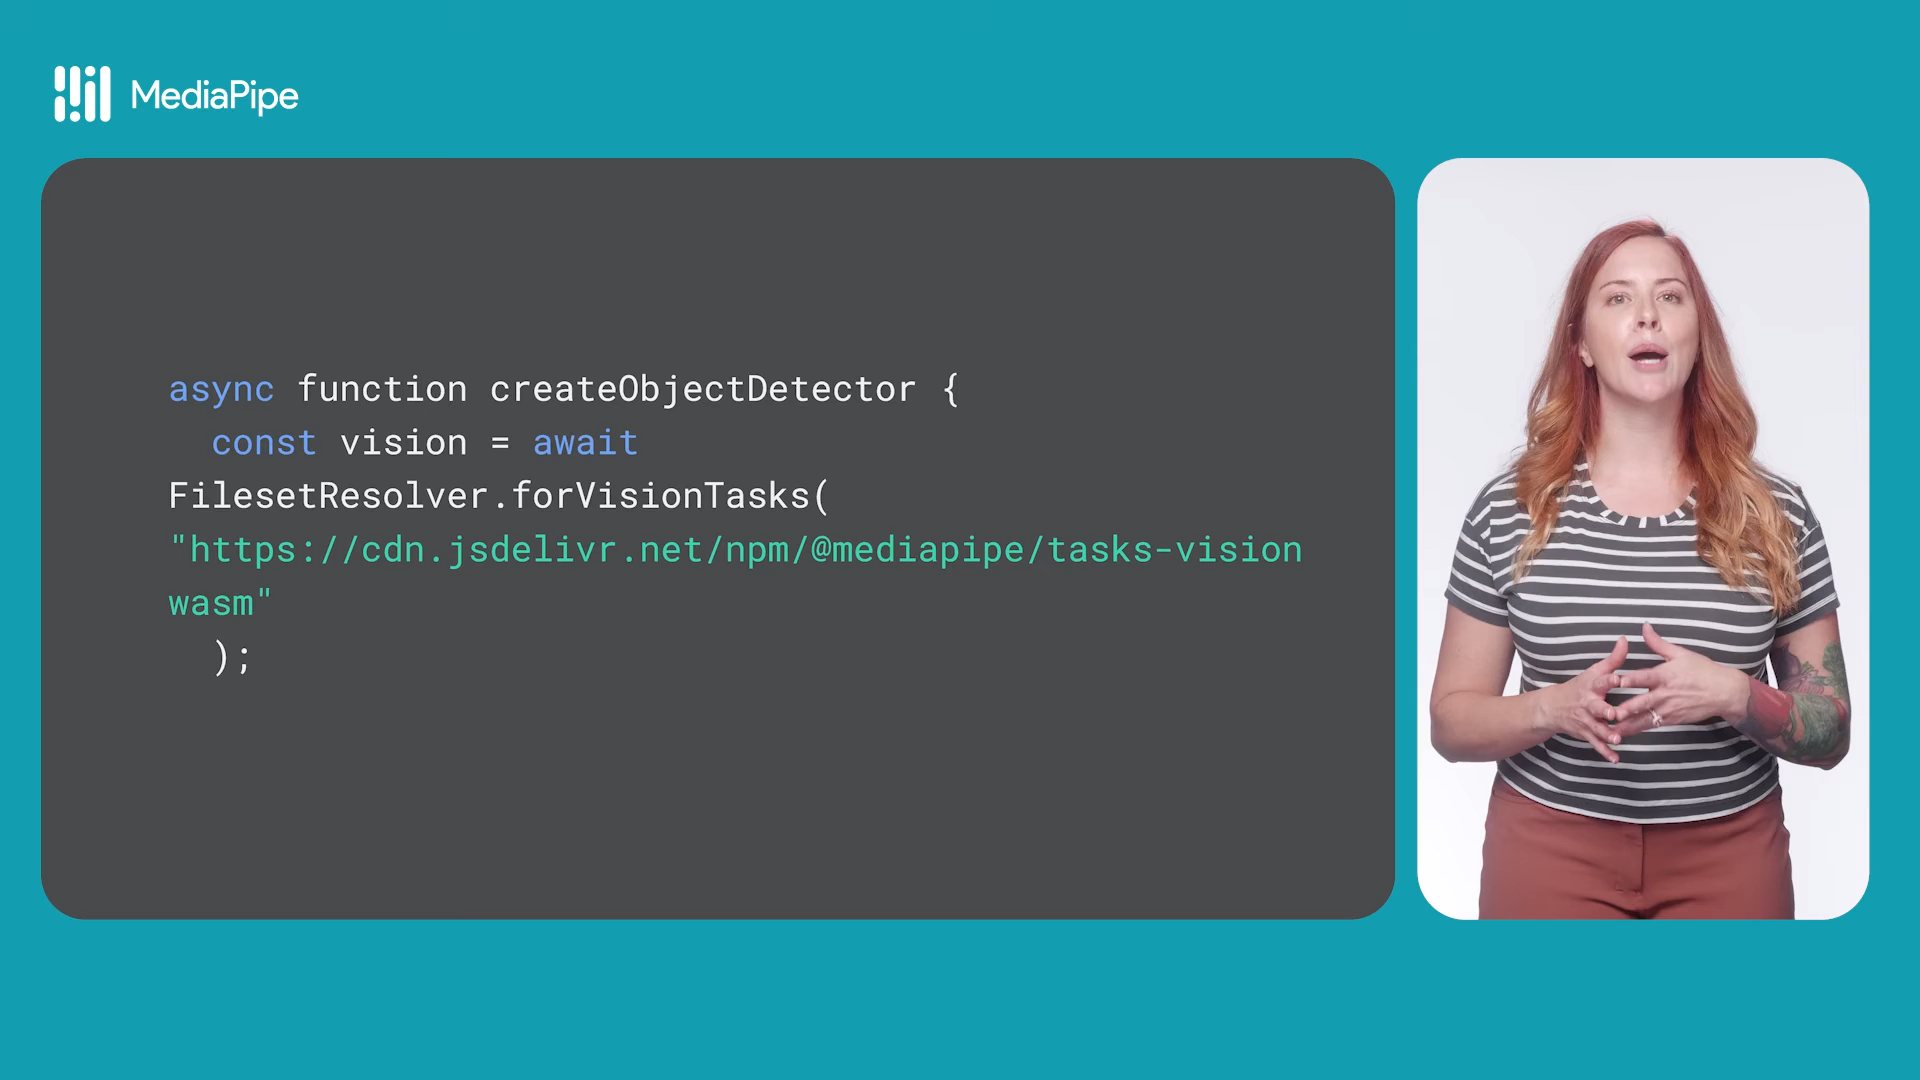 MediaPipe
async function createObjectDetector {
  const vision = await
FilesetResolver.forVisionTasks(
"https://cdn.jsdelivr.net/npm/@mediapipe/tasks-vision
wasm"
  );